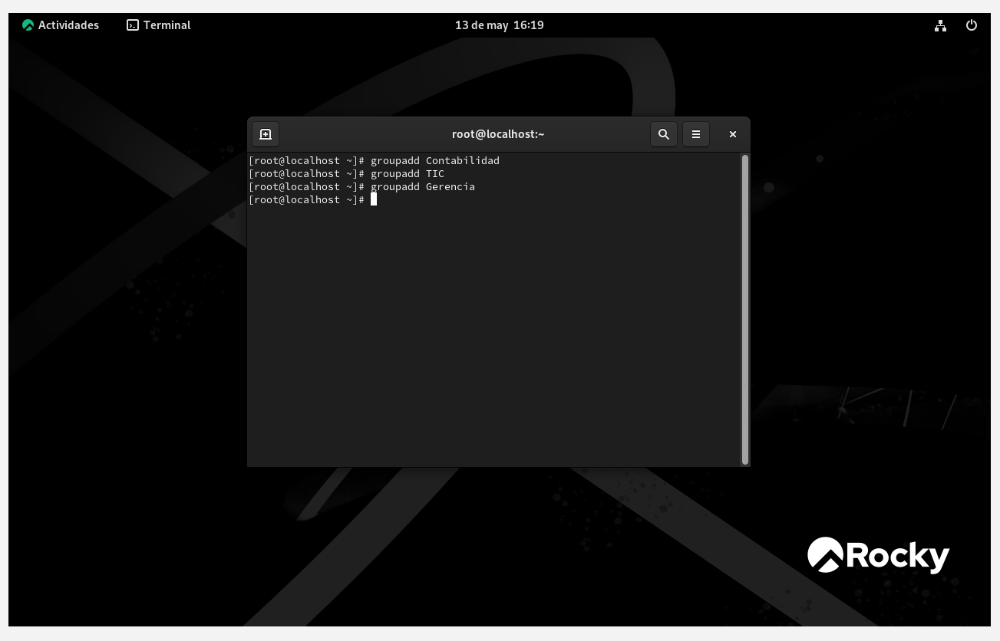 Actividades
Terminal
13 de may 16:19
root@localhost:~
[root@localhost ~]# groupadd Contabilidad
[root@localhost ~]# groupadd TIC
[root@localhost ~]# groupadd Gerencia
[root@localhost ~]#
Rocky